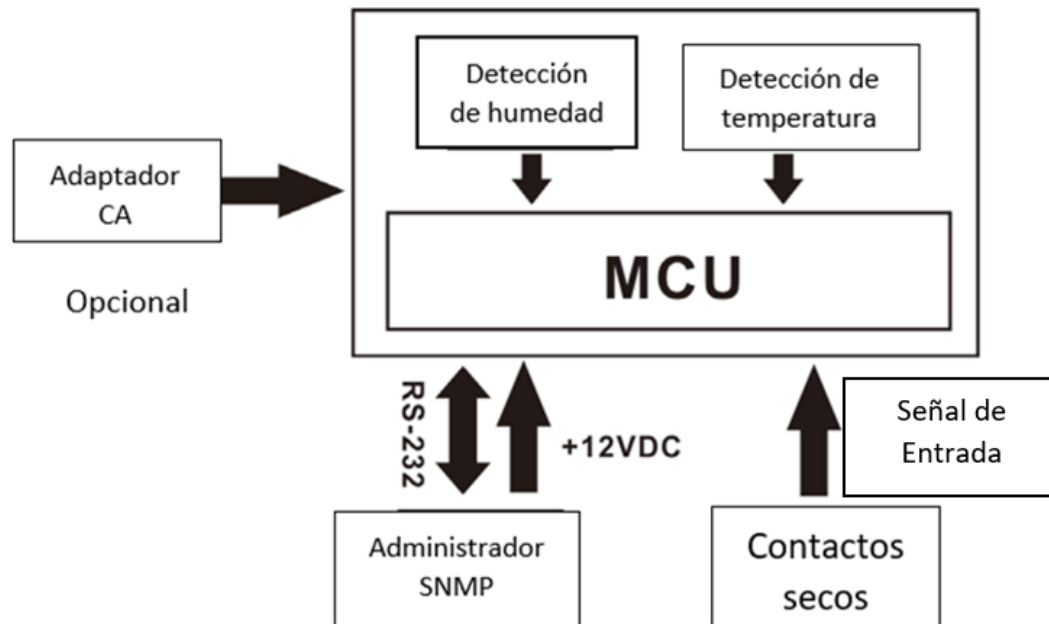 Detección
de humedad
Detección de
temperatura
Adaptador
CA
Opcional
MCU
RS-232
+12VDC
Señal de
Entrada
Administrador
SNMP
Contactos
secos